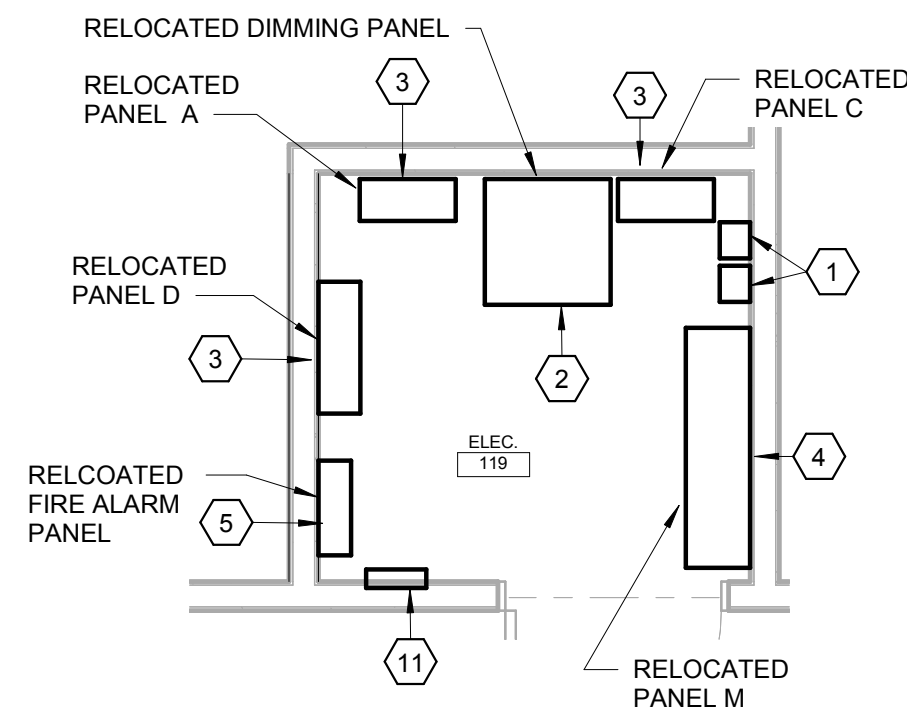 RELOCATED DIMMING PANEL
RELOCATED
PANEL A
3
3
RELOCATED
PANEL C
RELOCATED
PANEL D
1
3
2
ELEC.
119
4
RELCOATED
FIRE ALARM
PANEL
5
11
RELOCATED
PANEL M